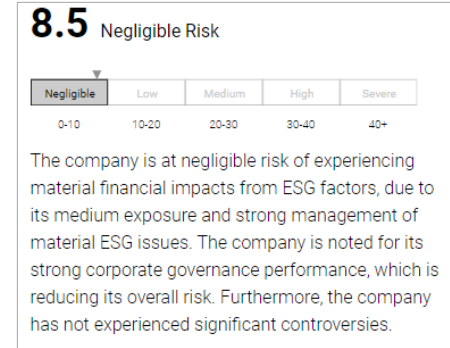 8.5 Negligible Risk
Negligible Low Medium High Severe
0-10 10-20 20-30 30-40 40+
The company is at negligible risk of experiencing
material financial impacts from ESG factors, due to
its medium exposure and strong management of
material ESG issues. The company is noted for its
strong corporate governance performance, which is
reducing its overall risk. Furthermore, the company
has not experienced significant controversies.